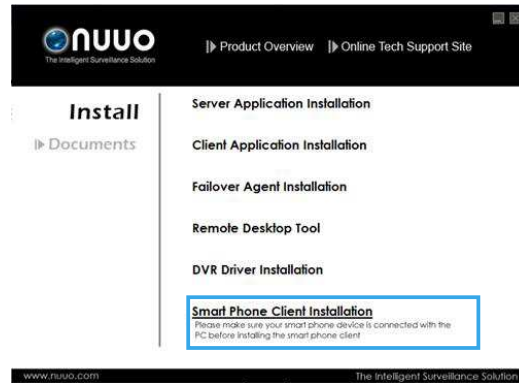 nuuo
The Intelligent Surveillance Solution
Product Overview
Online Tech Support Site
Install
Documents
Server Application Installation
Client Application Installation
Failover Agent Installation
Remote Desktop Tool
DVR Driver Installation
Smart Phone Client Installation
Please make sure your smart phone device is connected with the
PC before installing the smart phone client
www.nuuo.com
The Intelligent Surveillance Solution